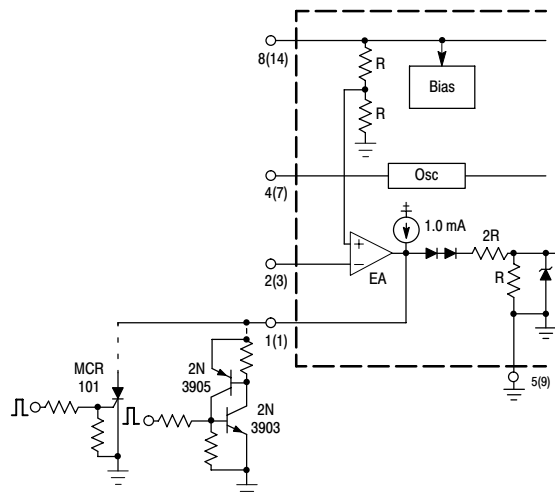 8(14)
R
Bias
R
4(7)
Osc
1.0 mA
+
2R
2(3)
−
EA
R
1(1)
MCR
101
2N
3905
5(9)
2N
3903